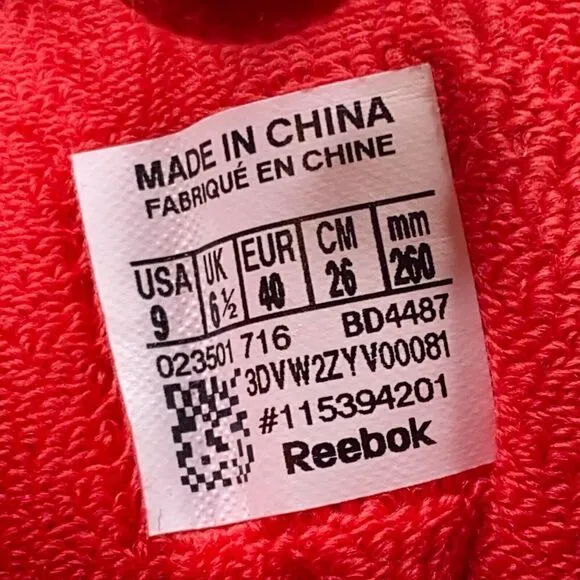 MADE IN CHINA
FABRIQUÉ EN CHINE
USA UK EUR CM mm
9 6½ 40 26 260
023501 716 BD4487
3DVW2ZYV00081
#115394201
Reebok